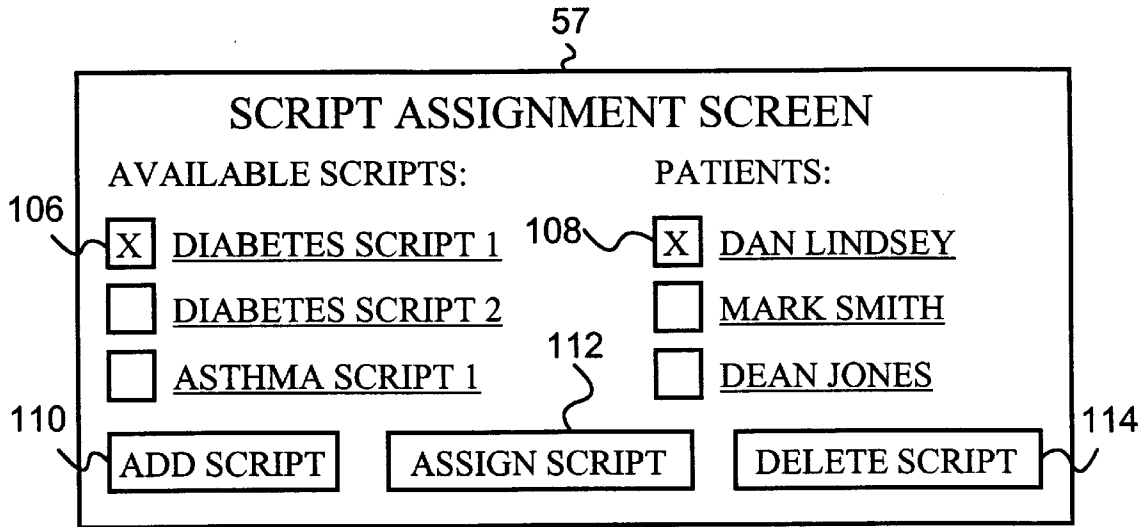 57
SCRIPT ASSIGNMENT SCREEN
AVAILABLE SCRIPTS: PATIENTS:
106 X DIABETES SCRIPT 1 108 X DAN LINDSEY
DIABETES SCRIPT 2 MARK SMITH
112
ASTHMA SCRIPT 1 DEAN JONES
110 114
ADD SCRIPT ASSIGN SCRIPT DELETE SCRIPT